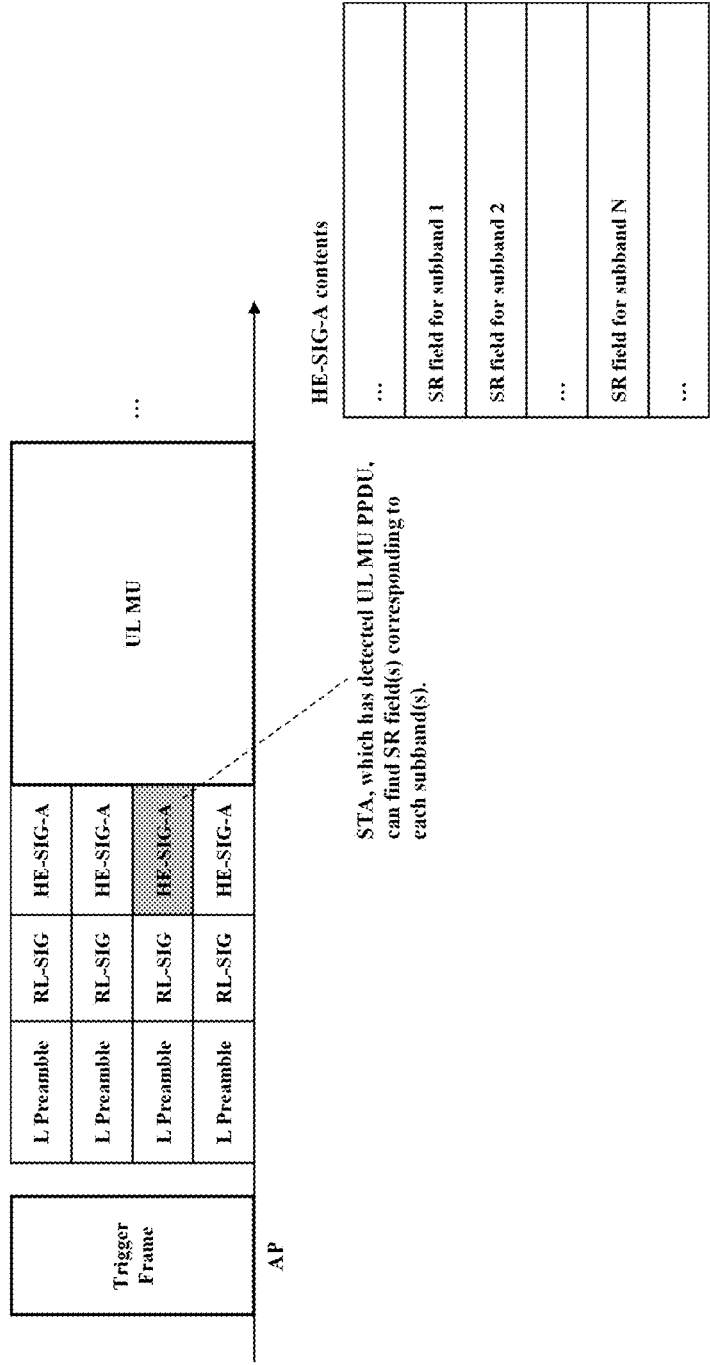 Trigger
Frame
L Preamble
RL-SIG
HE-SIG-A
L Preamble
RL-SIG
HE-SIG-A
L Preamble
RL-SIG
HE-SIG-A
L Preamble
RL-SIG
HE-SIG-A
UL MU
...
AP
STA, which has detected UL MU PPDU,
can find SR field(s) corresponding to
each subband(s).
HE-SIG-A contents
...
SR field for subband 1
SR field for subband 2
...
SR field for subband N
...